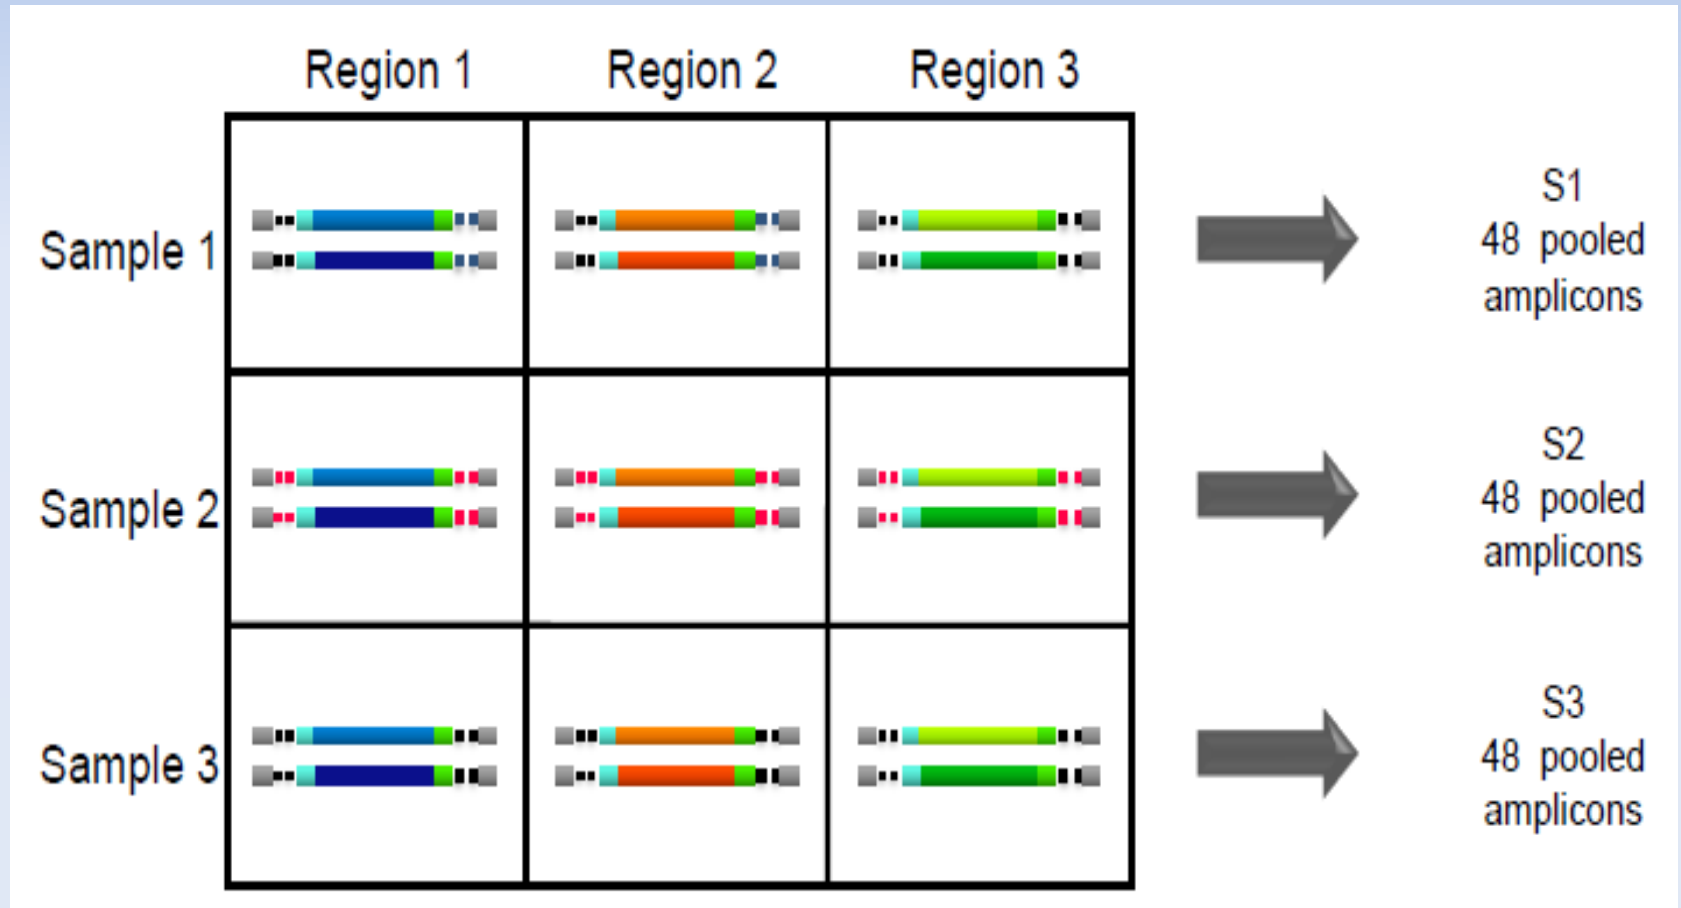 Region 1 Region 2 Region 3
Sample 1
S1
48 pooled
amplicons
Sample 2
S2
48 pooled
amplicons
Sample 3
S3
48 pooled
amplicons